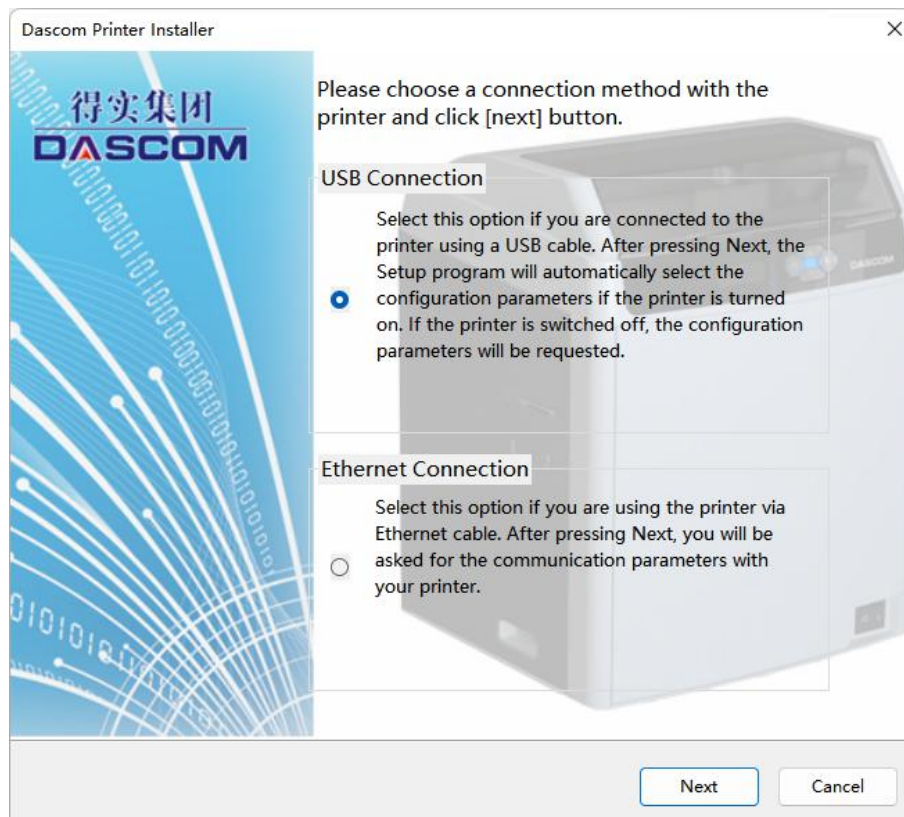 Dascom Printer Installer
得实集团
DASCOM
Please choose a connection method with the
printer and click [next] button.
USB Connection
Select this option if you are connected to the
printer using a USB cable. After pressing Next, the
Setup program will automatically select the
configuration parameters if the printer is turned
on. If the printer is switched off, the configuration
parameters will be requested.
DASCOM
Ethernet Connection
Select this option if you are using the printer via
Ethernet cable. After pressing Next, you will be
asked for the communication parameters with
your printer.
Next
Cancel